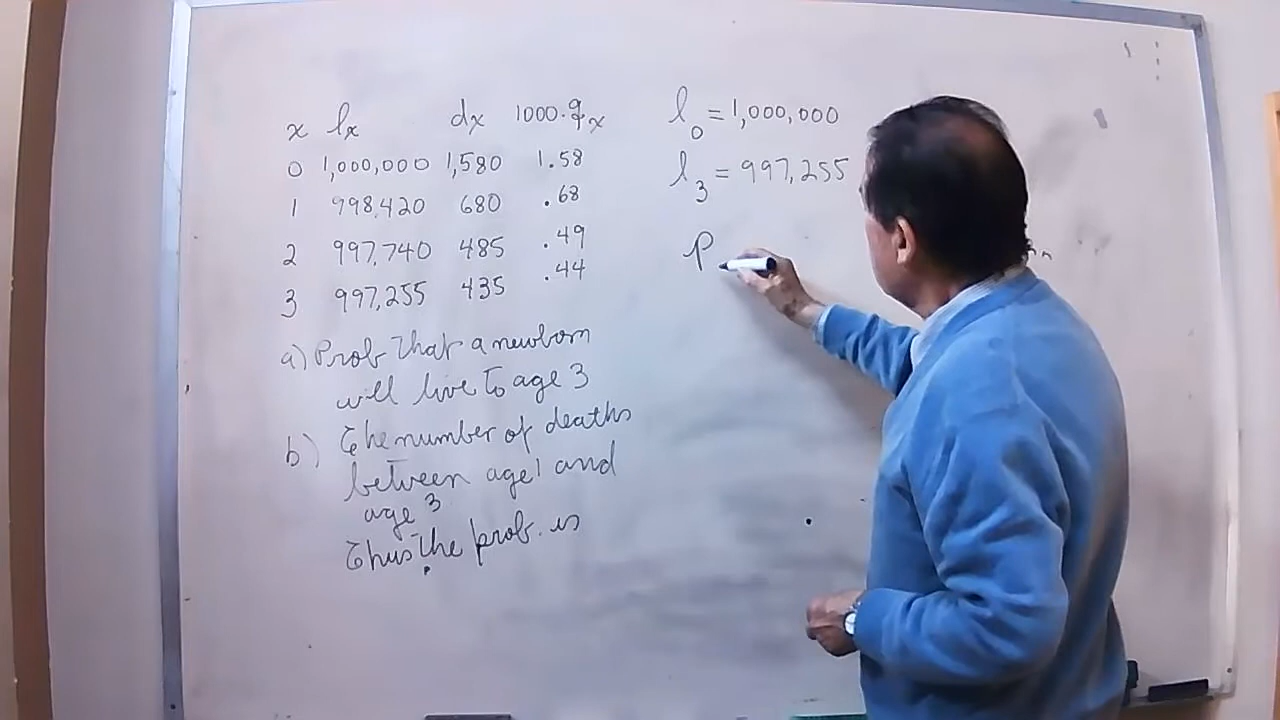 x lx dx 1000·qx
0 1,000,000 1,580 1.58
1 998,420 680 .68
2 997,740 485 .49
3 997,255 435 .44
a) Prob that a newborn
will live to age 3
b) The number of deaths
between age 1 and
age 3
Thus the prob. is
l0 = 1,000,000
l3 = 997,255
P